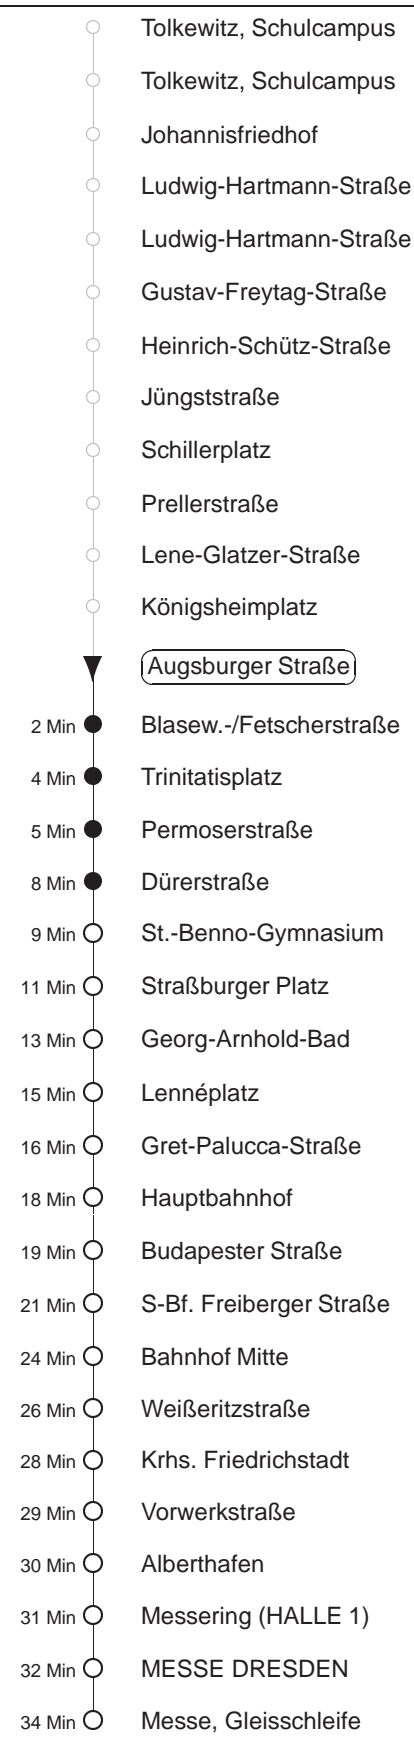 Tolkewitz, Schulcampus
Tolkewitz, Schulcampus
Johannisfriedhof
Ludwig-Hartmann-Straße
Ludwig-Hartmann-Straße
Gustav-Freytag-Straße
Heinrich-Schütz-Straße
Jüngststraße
Schillerplatz
Prellerstraße
Lene-Glatzer-Straße
Königsheimplatz
Augsburger Straße
2 Min Blasew.-/Fetscherstraße
4 Min Trinitatisplatz
5 Min Permoserstraße
8 Min Dürerstraße
9 Min St.-Benno-Gymnasium
11 Min Straßburger Platz
13 Min Georg-Arnhold-Bad
15 Min Lennéplatz
16 Min Gret-Palucca-Straße
18 Min Hauptbahnhof
19 Min Budapester Straße
21 Min S-Bf. Freiberger Straße
24 Min Bahnhof Mitte
26 Min Weißeritzstraße
28 Min Krhs. Friedrichstadt
29 Min Vorwerkstraße
30 Min Alberthafen
31 Min Messering (HALLE 1)
32 Min MESSE DRESDEN
34 Min Messe, Gleisschleife